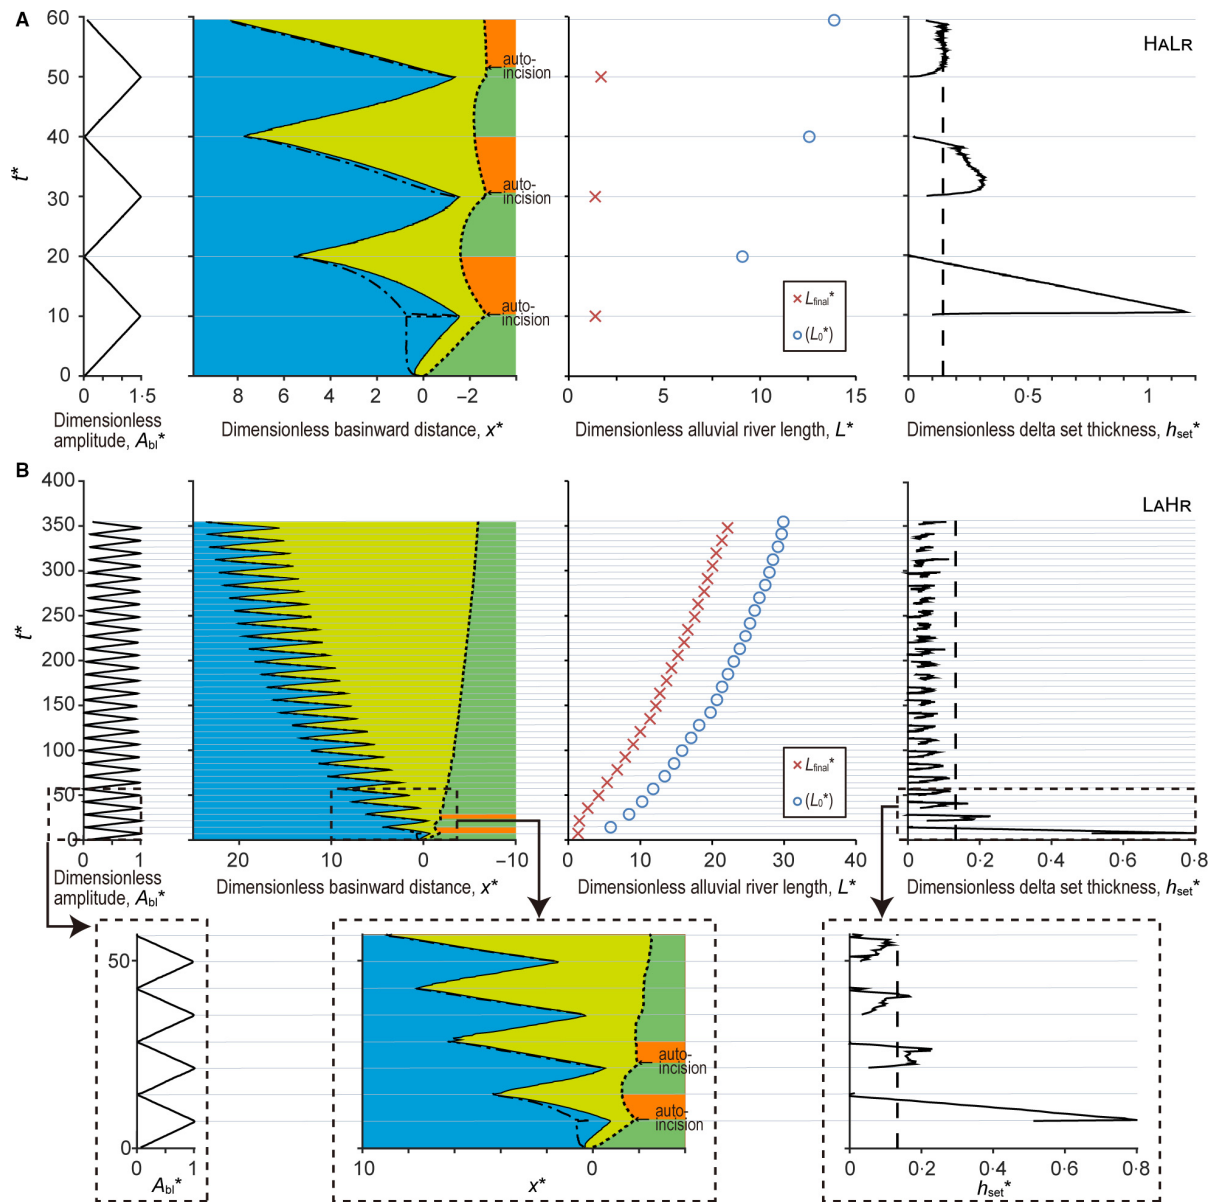 A
60
50
40
30
20
10
0
t*
0
1·5
Dimensionless
amplitude, Abl*
auto-
incision
auto-
incision
auto-
incision
8
6
4
2
0
−2
Dimensionless basinward distance, x*
Lfinal*
(L0*)
0
5
10
15
Dimensionless alluvial river length, L*
HALR
0
0·5
1
Dimensionless delta set thickness, hset*
B
400
350
300
250
200
150
100
50
0
t*
0
1
Dimensionless
amplitude, Abl*
20
10
0
−10
Dimensionless basinward distance, x*
Lfinal*
(L0*)
0
10
20
30
40
Dimensionless alluvial river length, L*
LAHR
0
0·2
0·4
0·6
0·8
Dimensionless delta set thickness, hset*
50
0
0
1
Abl*
auto-
incision
auto-
incision
10
0
x*
0
0·2
0·4
0·6
0·8
hset*